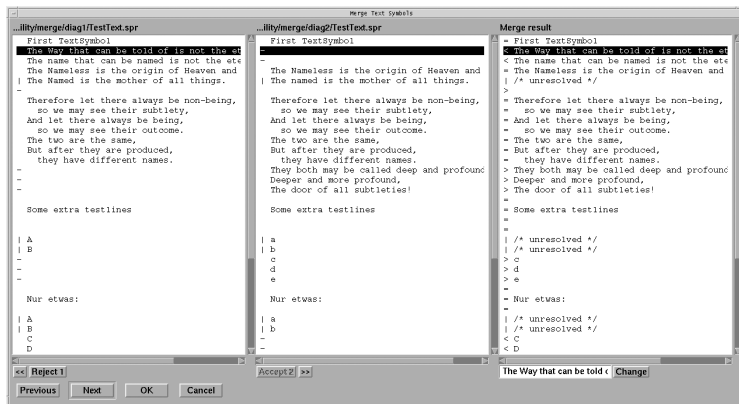 Merge Text Symbols
...ility/merge/diag1/TestText.spr
First TextSymbol
The Way that can be told of is not the et
The name that can be named is not the ete
The Nameless is the origin of Heaven and
| The Named is the mother of all things.
-
Therefore let there always be non-being,
so we may see their subtlety,
And let there always be being,
so we may see their outcome.
The two are the same,
But after they are produced,
they have different names.
-
-
-
Some extra testlines
| A
| B
-
-
-
Nur etwas:
| A
| B
C
D
<< Reject 1
...ility/merge/diag2/TestText.spr
First TextSymbol
-
-
The Nameless is the origin of Heaven and
| The named is the mother of all things.
Therefore let there always be non-being,
so we may see their subtlety,
And let there always be being,
so we may see their outcome.
The two are the same,
But after they are produced,
they have different names.
They both may be called deep and profound
Deeper and more profound,
The door of all subtleties!
Some extra testlines
| a
| b
c
d
e
Nur etwas:
| a
| b
-
-
Accept 2 >>
Merge result
= First TextSymbol
< The Way that can be told of is not the et
< The name that can be named is not the ete
= The Nameless is the origin of Heaven and
| /* unresolved */
>
= Therefore let there always be non-being,
= so we may see their subtlety,
= And let there always be being,
= so we may see their outcome.
= The two are the same,
= But after they are produced,
= they have different names.
> They both may be called deep and profound
> Deeper and more profound,
> The door of all subtleties!
=
= Some extra testlines
=
=
| /* unresolved */
| /* unresolved */
> c
> d
> e
=
= Nur etwas:
=
| /* unresolved */
| /* unresolved */
< C
< D
The Way that can be told o Change
Previous Next OK Cancel